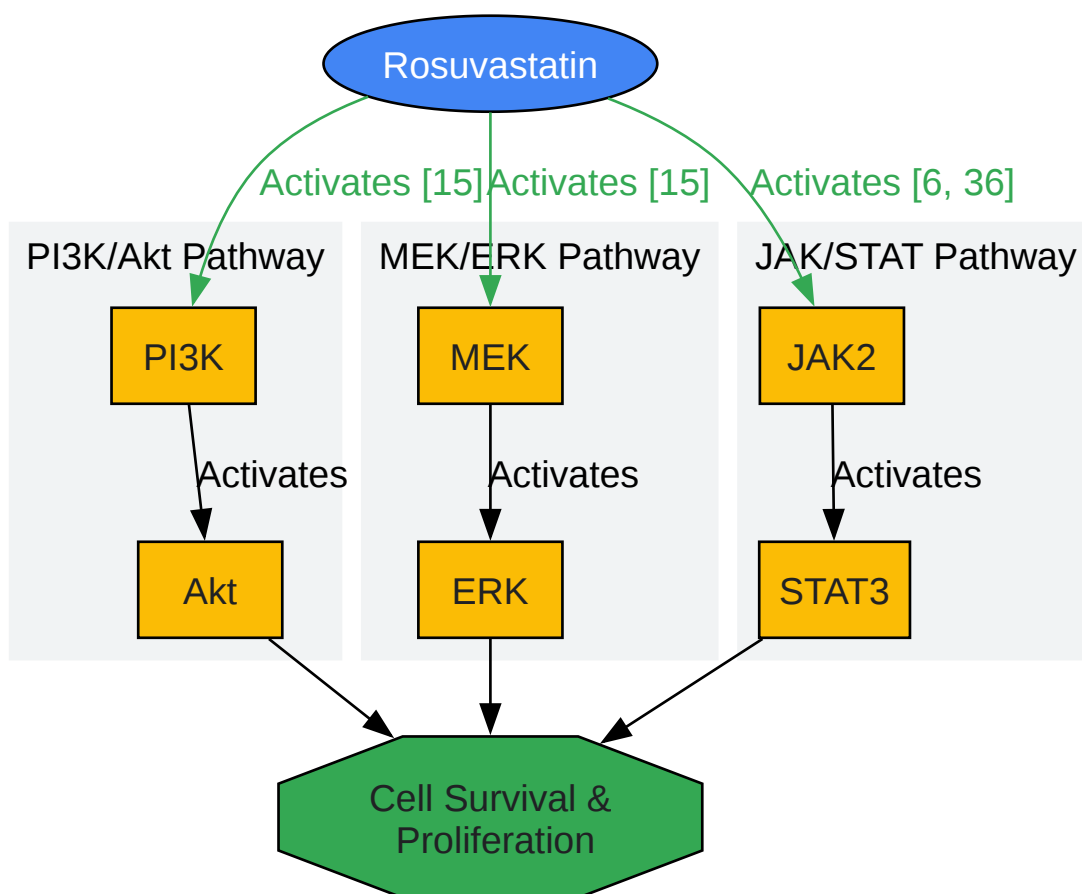 Rosuvastatin
Activates [15]
Activates [15]
Activates [6, 36]
PI3K/Akt Pathway
MEK/ERK Pathway
JAK/STAT Pathway
PI3K
MEK
JAK2
Activates
Activates
Activates
Akt
ERK
STAT3
Cell Survival &
Proliferation